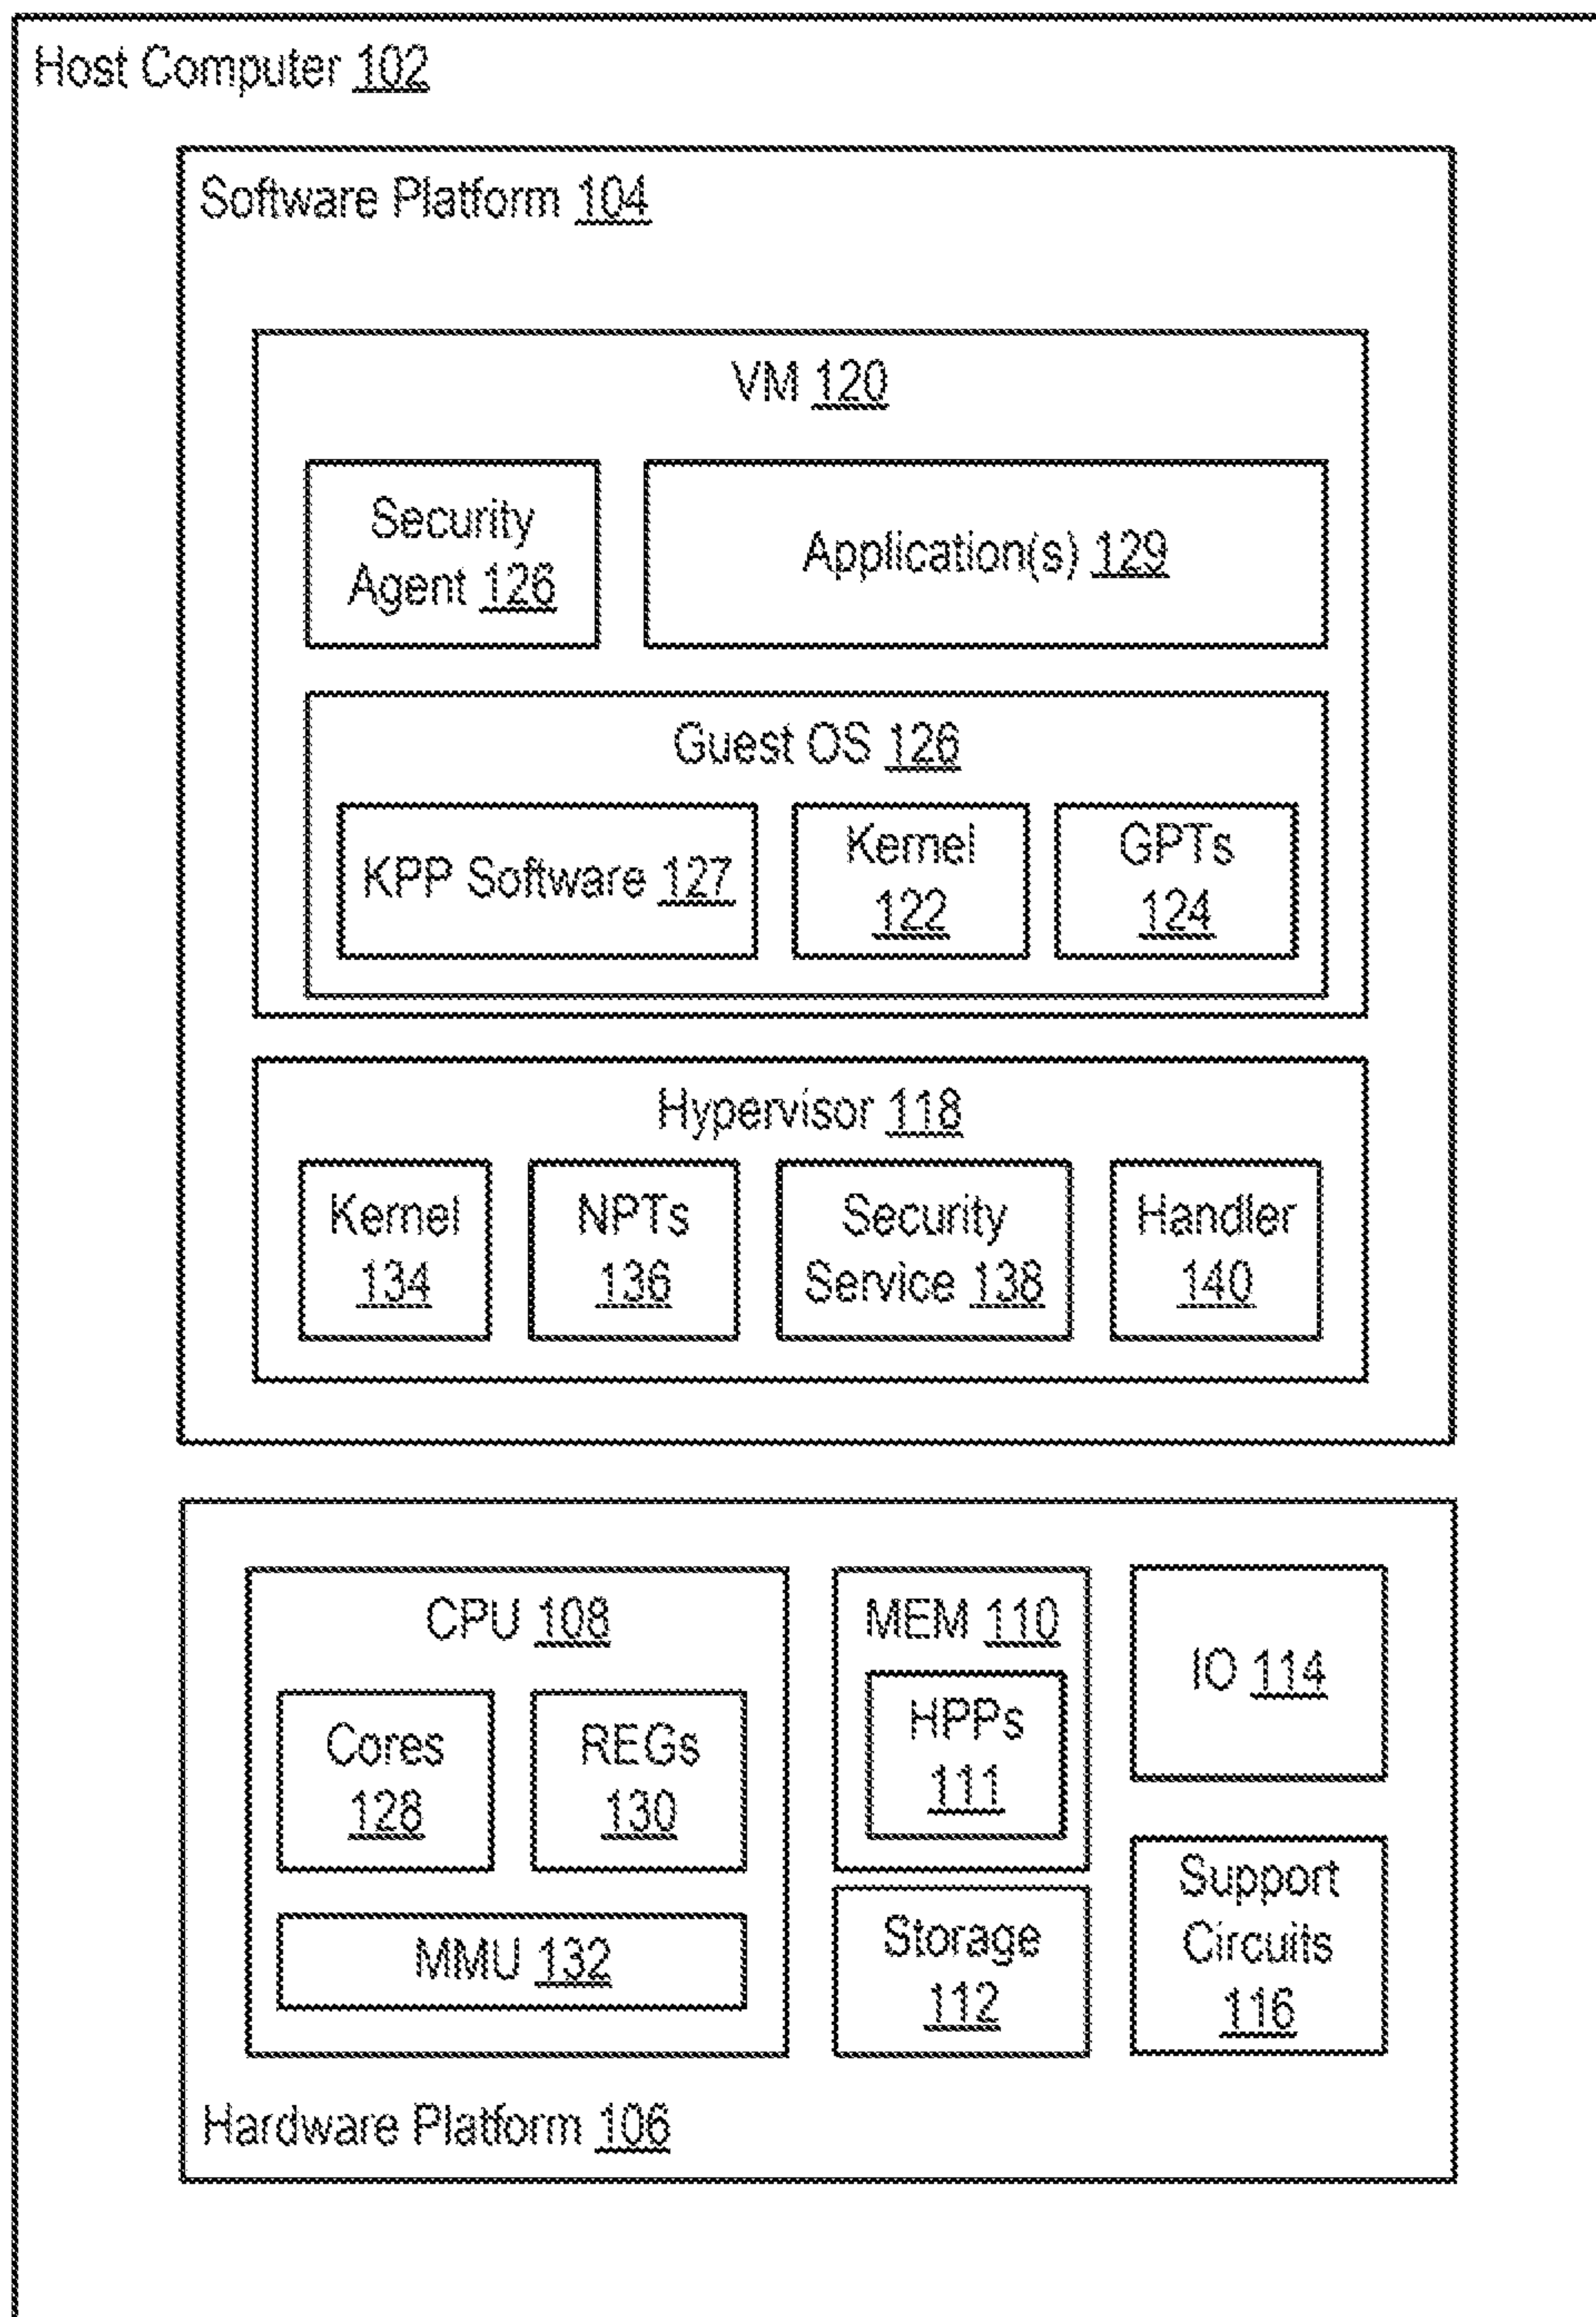 Host Computer 102
Software Platform 104
VM 120
Security
Agent 126
Application(s) 129
Guest OS 126
KPP Software 127
Kernel
122
GPTs
124
Hypervisor 118
Kernel
134
NPTs
136
Security
Service 138
Handler
140
CPU 108
Cores
128
REGs
130
MMU 132
MEM 110
HPPs
111
Storage
112
IO 114
Support
Circuits
116
Hardware Platform 106